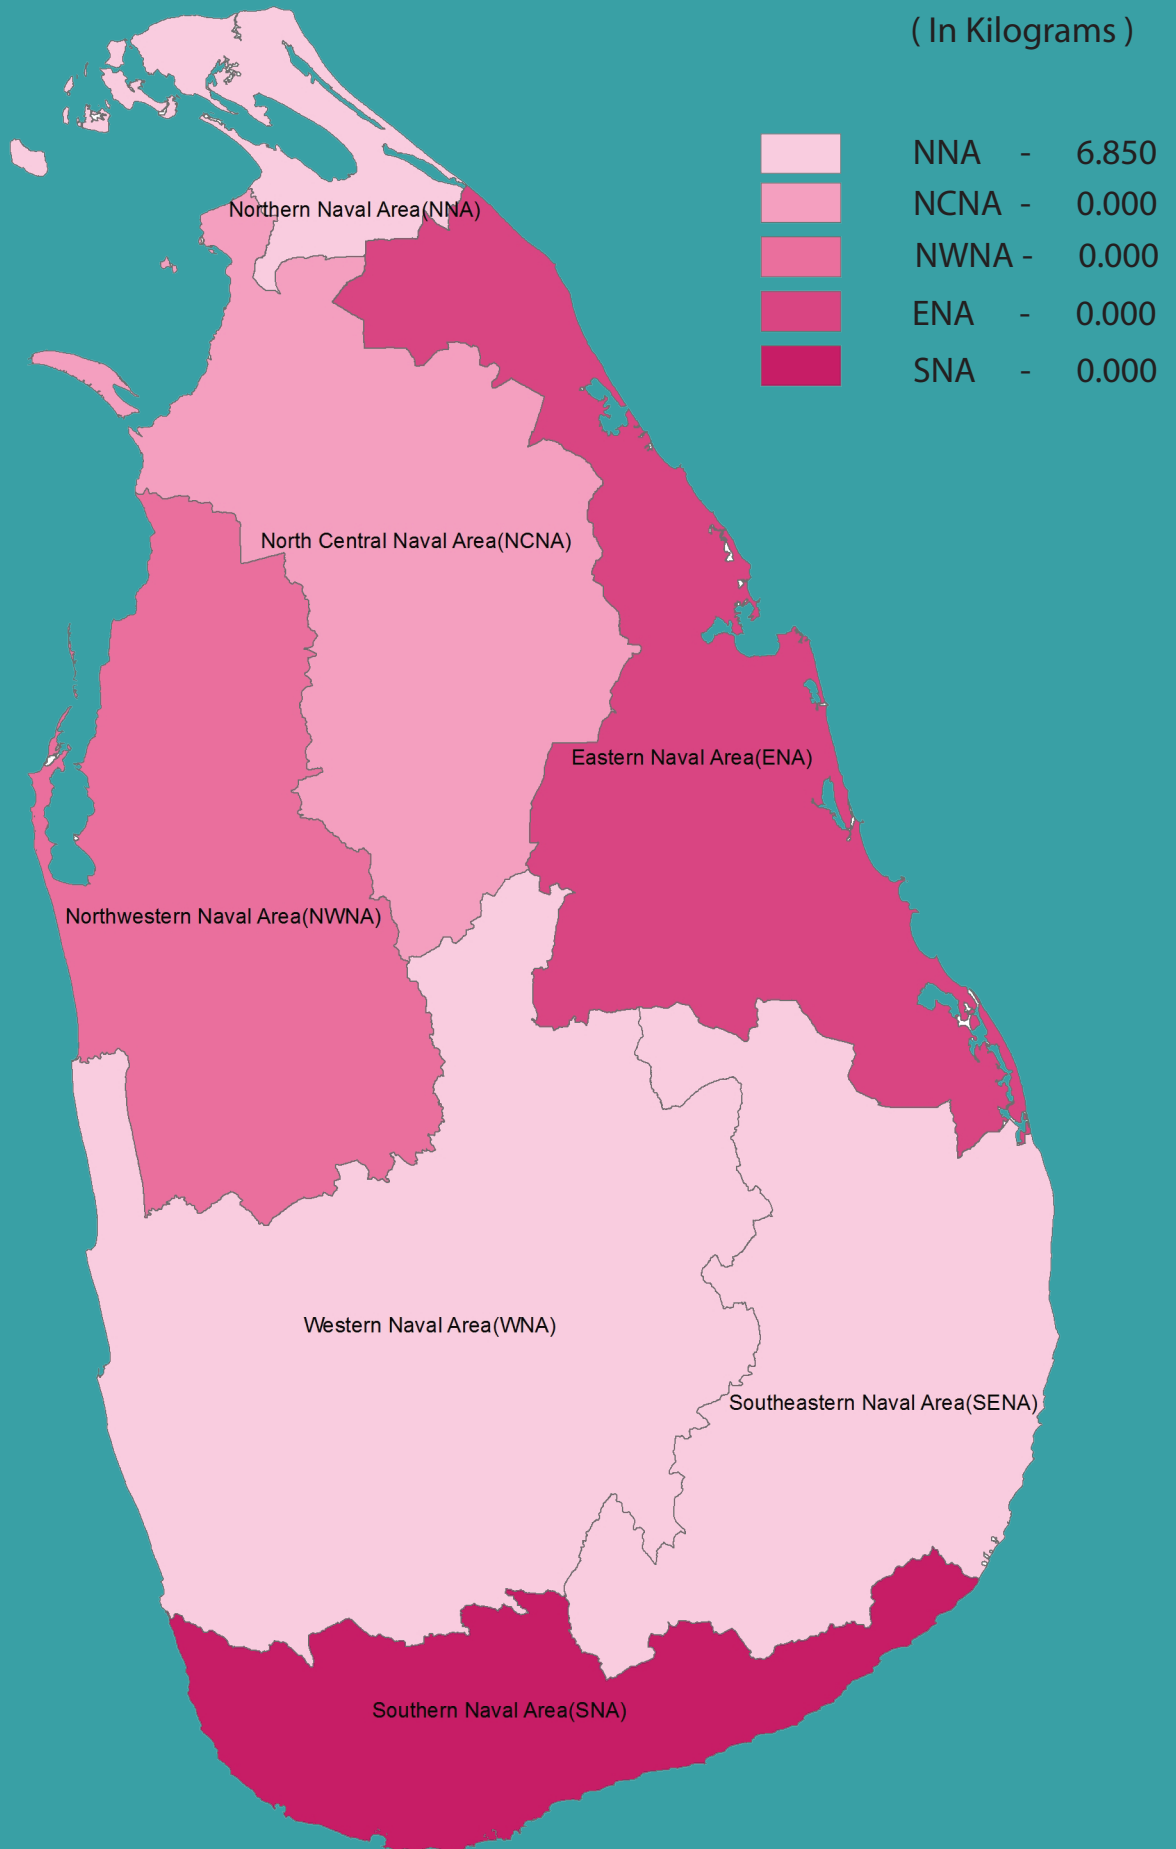 ( In Kilograms )
NNA - 6.850
NCNA - 0.000
NWNA - 0.000
ENA - 0.000
SNA - 0.000
Northern Naval Area(NNA)
North Central Naval Area(NCNA)
Eastern Naval Area(ENA)
Northwestern Naval Area(NWNA)
Western Naval Area(WNA)
Southeastern Naval Area(SENA)
Southern Naval Area(SNA)